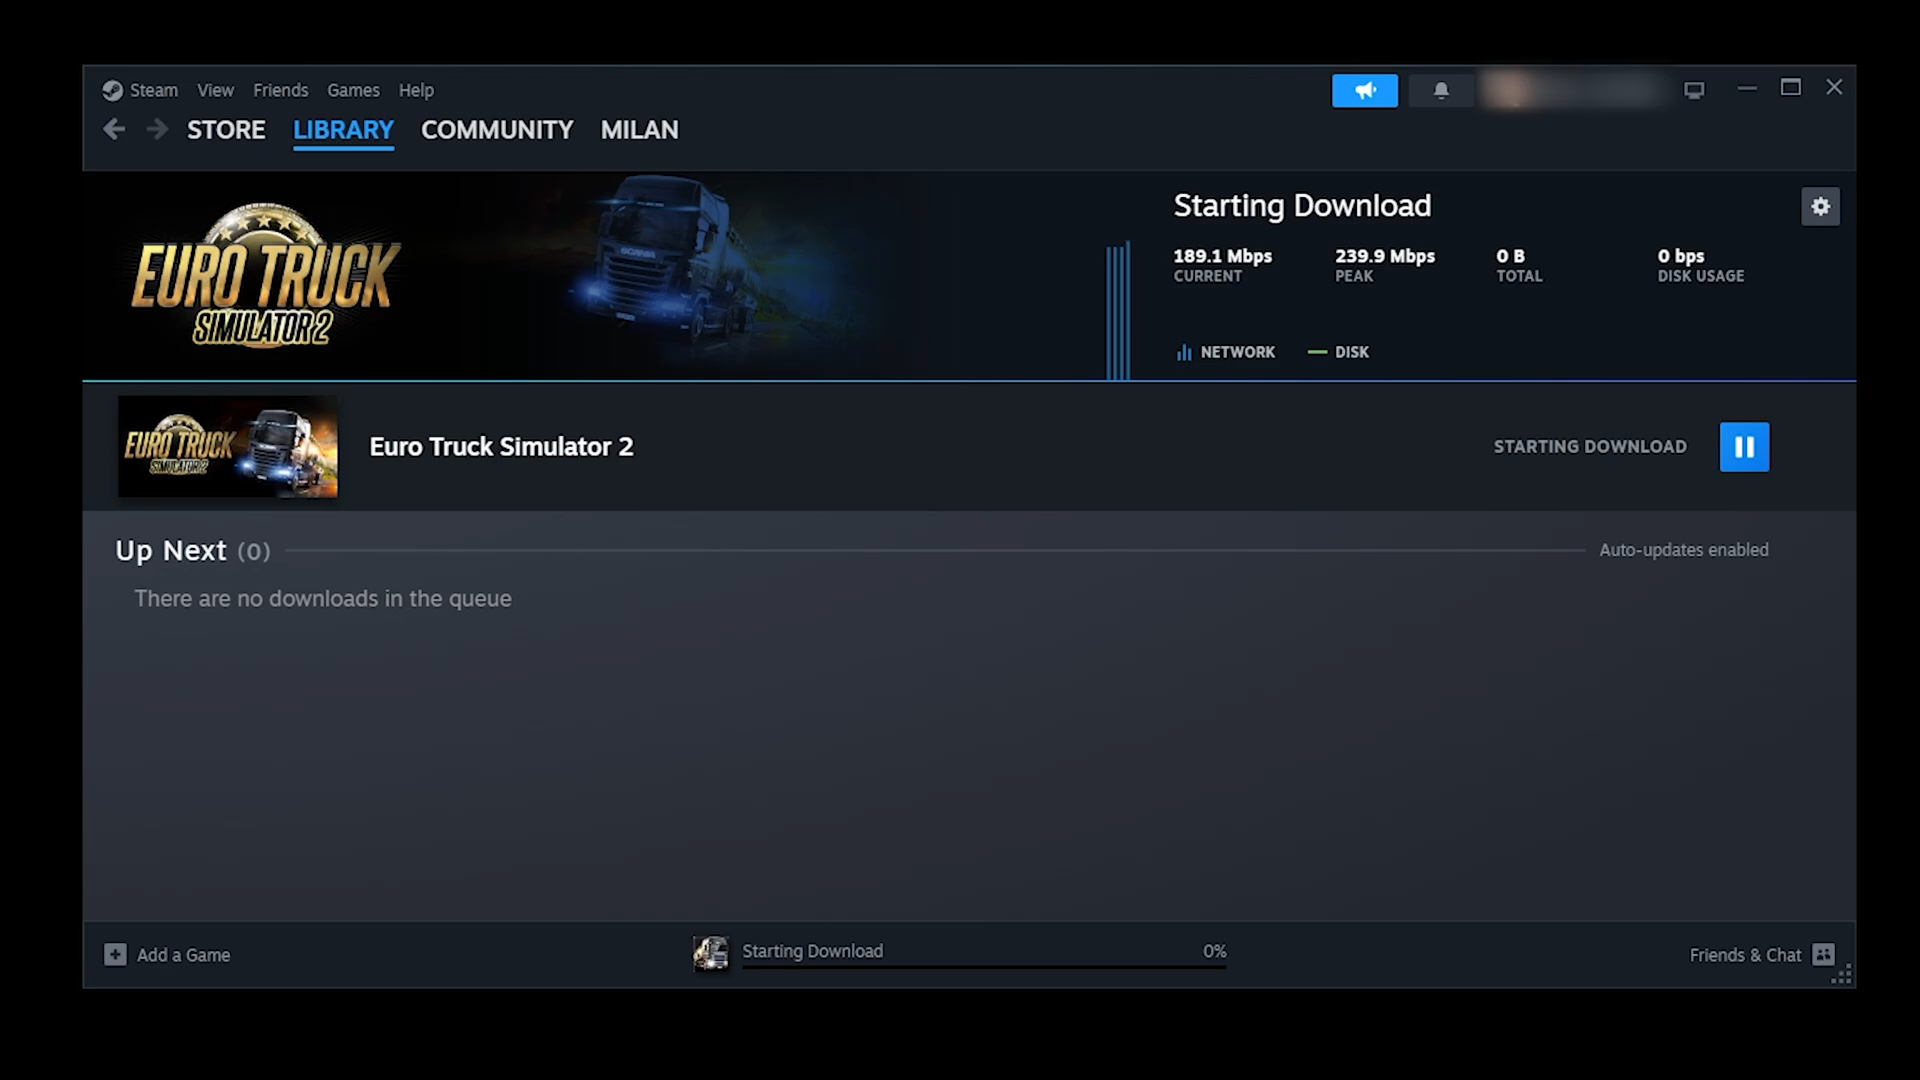 Steam View Friends Games Help
STORE LIBRARY COMMUNITY MILAN
EURO TRUCK
SIMULATOR 2
SCANIA
Starting Download
189.1 Mbps 239.9 Mbps 0 B 0 bps
CURRENT PEAK TOTAL DISK USAGE
NETWORK DISK
EURO TRUCK
SIMULATOR 2
Euro Truck Simulator 2
STARTING DOWNLOAD
Up Next (0)
Auto-updates enabled
There are no downloads in the queue
Add a Game
Starting Download 0%
Friends & Chat